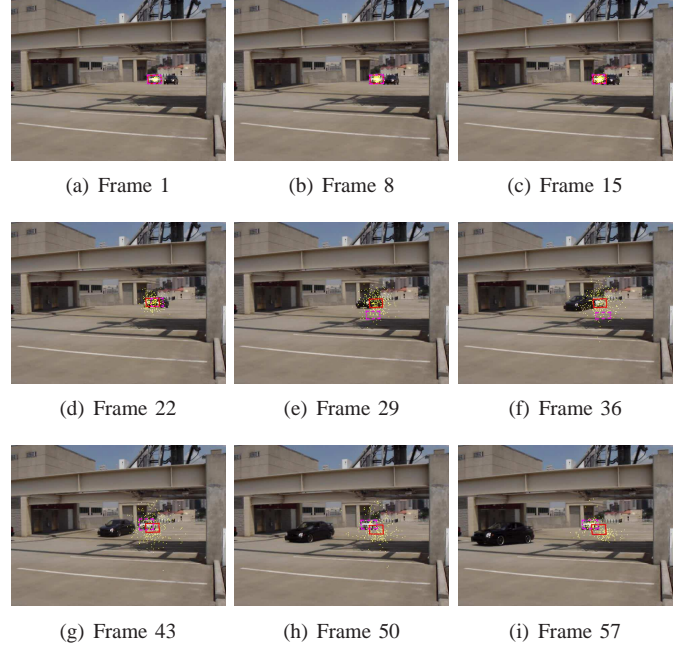 (a) Frame 1
(b) Frame 8
(c) Frame 15
(d) Frame 22
(e) Frame 29
(f) Frame 36
(g) Frame 43
(h) Frame 50
(i) Frame 57